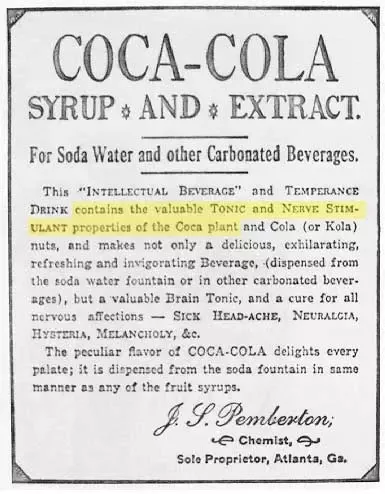 COCA-COLA
SYRUP * AND * EXTRACT.
For Soda Water and other Carbonated Beverages.
This "INTELLECTUAL BEVERAGE" and TEMPERANCE
DRINK contains the valuable TONIC and NERVE STIM-
ULANT properties of the Coca plant and Cola (or Kola)
nuts, and makes not only a delicious, exhilarating,
refreshing and invigorating Beverage, (dispensed from
the soda water fountain or in other carbonated bever-
ages), but a valuable Brain Tonic, and a cure for all
nervous affections — SICK HEAD-ACHE, NEURALGIA,
HYSTERIA, MELANCHOLY, &c.
The peculiar flavor of COCA-COLA delights every
palate; it is dispensed from the soda fountain in same
manner as any of the fruit syrups.
J. S. Pemberton;
Chemist,
Sole Proprietor, Atlanta, Ga.